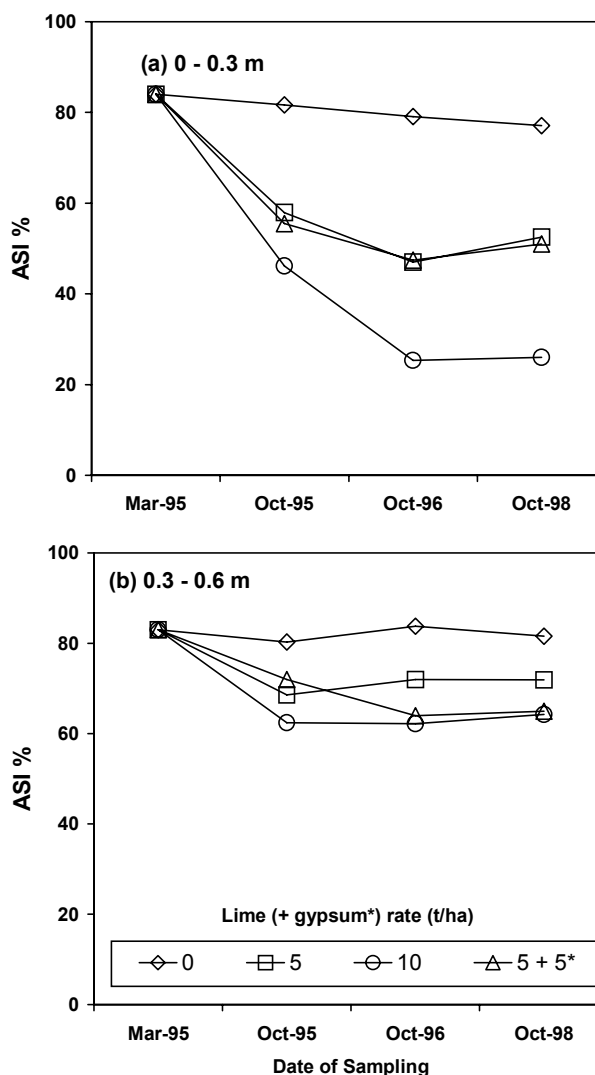 100
(a) 0 - 0.3 m
80
60
ASI %
40
20
0
Mar-95 Oct-95 Oct-96 Oct-98
100
(b) 0.3 - 0.6 m
80
60
ASI %
40
20
Lime (+ gypsum*) rate (t/ha)
0 5 10 5 + 5*
0
Mar-95 Oct-95 Oct-96 Oct-98
Date of Sampling